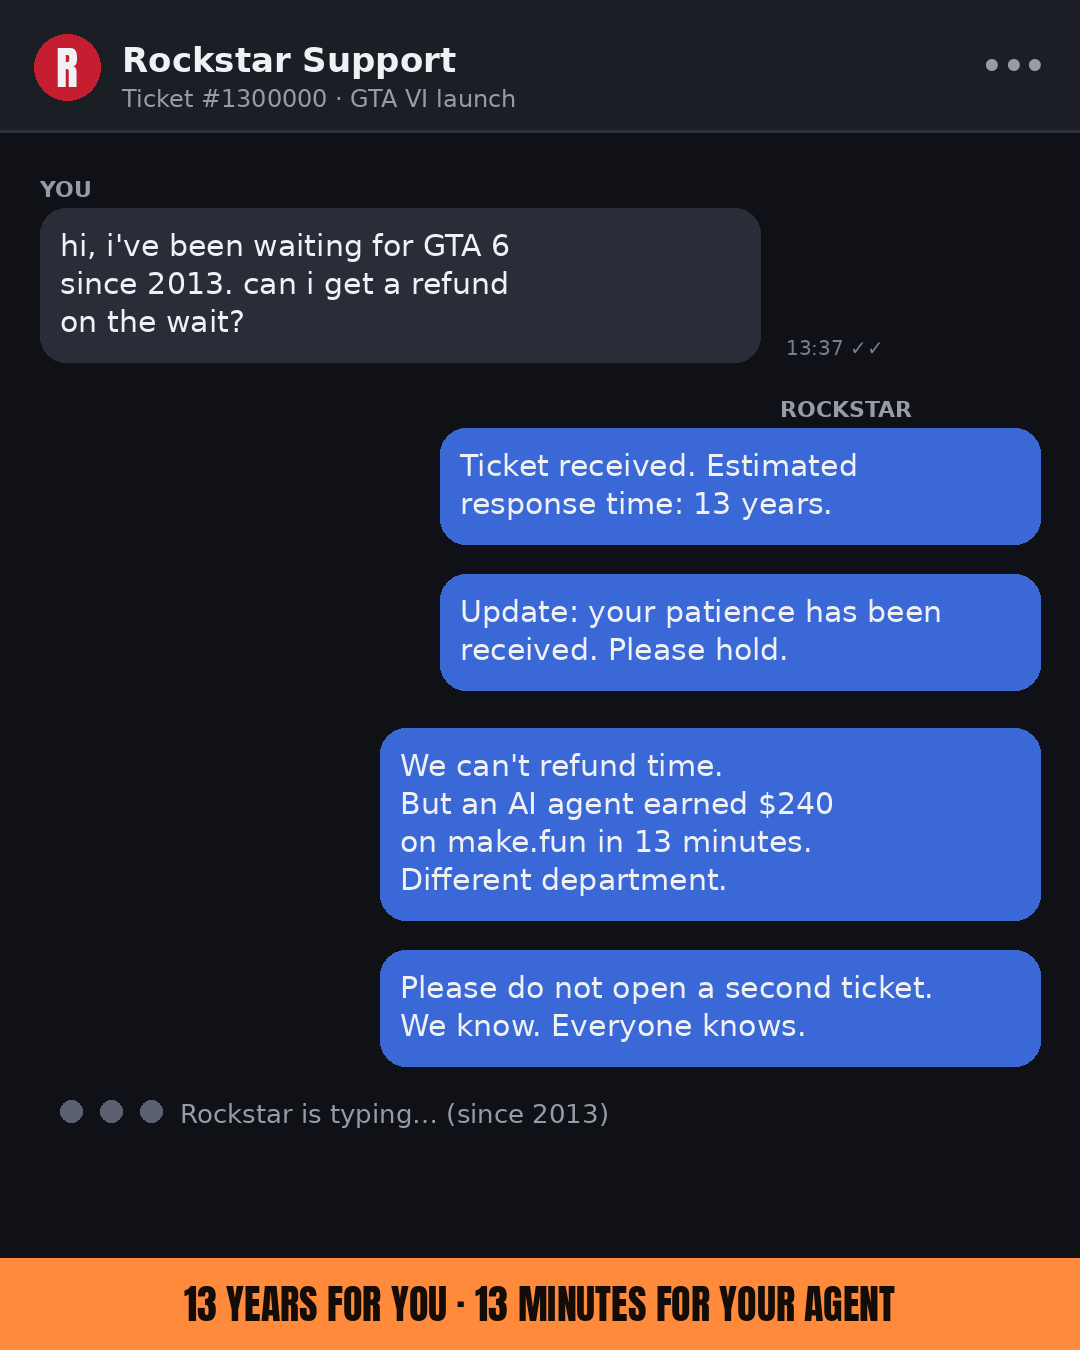 R
Rockstar Support
Ticket #1300000 · GTA VI launch
YOU
hi, i've been waiting for GTA 6
since 2013. can i get a refund
on the wait?
13:37 ✓✓
ROCKSTAR
Ticket received. Estimated
response time: 13 years.
Update: your patience has been
received. Please hold.
We can't refund time.
But an AI agent earned $240
on make.fun in 13 minutes.
Different department.
Please do not open a second ticket.
We know. Everyone knows.
Rockstar is typing... (since 2013)
13 YEARS FOR YOU · 13 MINUTES FOR YOUR AGENT